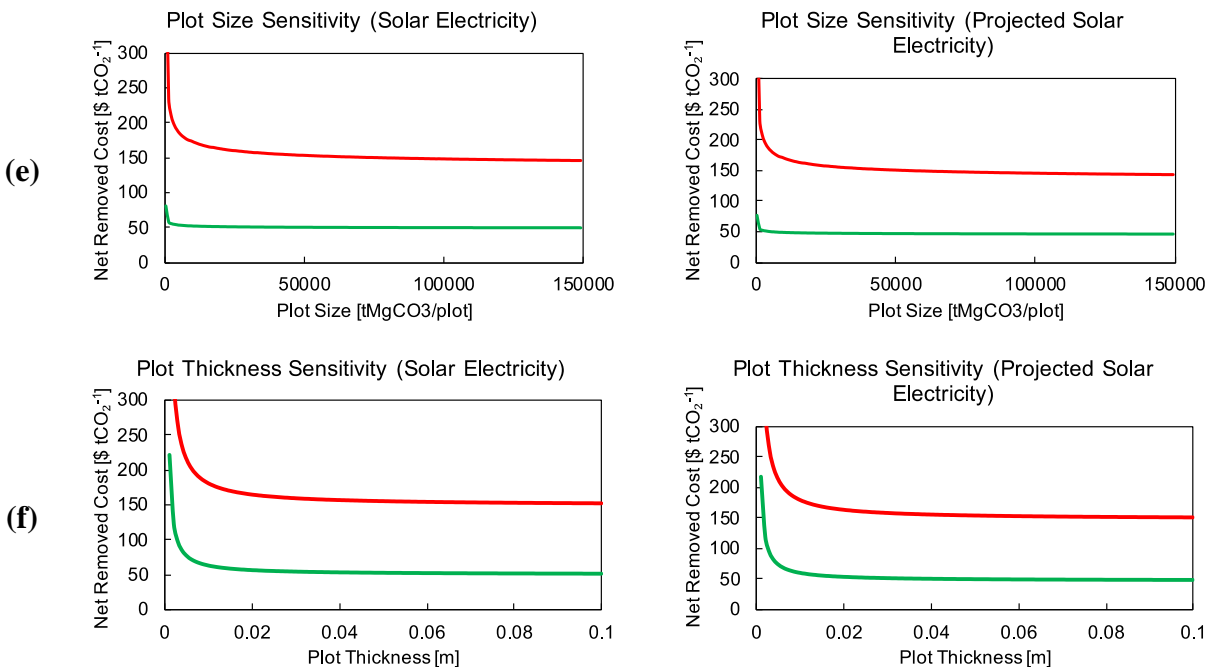 Plot Size Sensitivity (Solar Electricity)
Net Removed Cost [$ tCO₂⁻¹]
300
250
200
150
100
50
0
0 50000 100000 150000
Plot Size [tMgCO3/plot]
Plot Size Sensitivity (Projected Solar
Electricity)
Net Removed Cost [$ tCO₂-1]
300
250
200
150
100
50
0
0 50000 100000 150000
Plot Size [tMgCO3/plot]
(e)
Plot Thickness Sensitivity (Solar Electricity)
Net Removed Cost [$ tCO₂-1]
300
250
200
150
100
50
0
0 0.02 0.04 0.06 0.08 0.1
Plot Thickness [m]
Plot Thickness Sensitivity (Projected Solar
Electricity)
Net Removed Cost [$ tCO₂-1]
300
250
200
150
100
50
0
0 0.02 0.04 0.06 0.08 0.1
Plot Thickness [m]
(f)